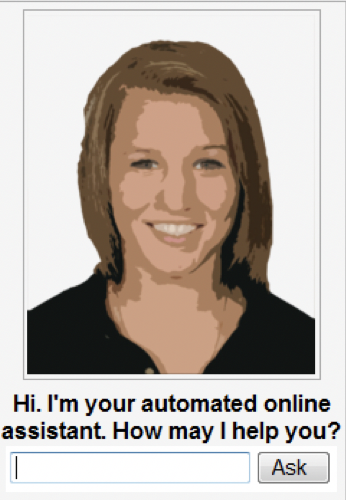 Hi. I'm your automated online
assistant. How may I help you?
Ask